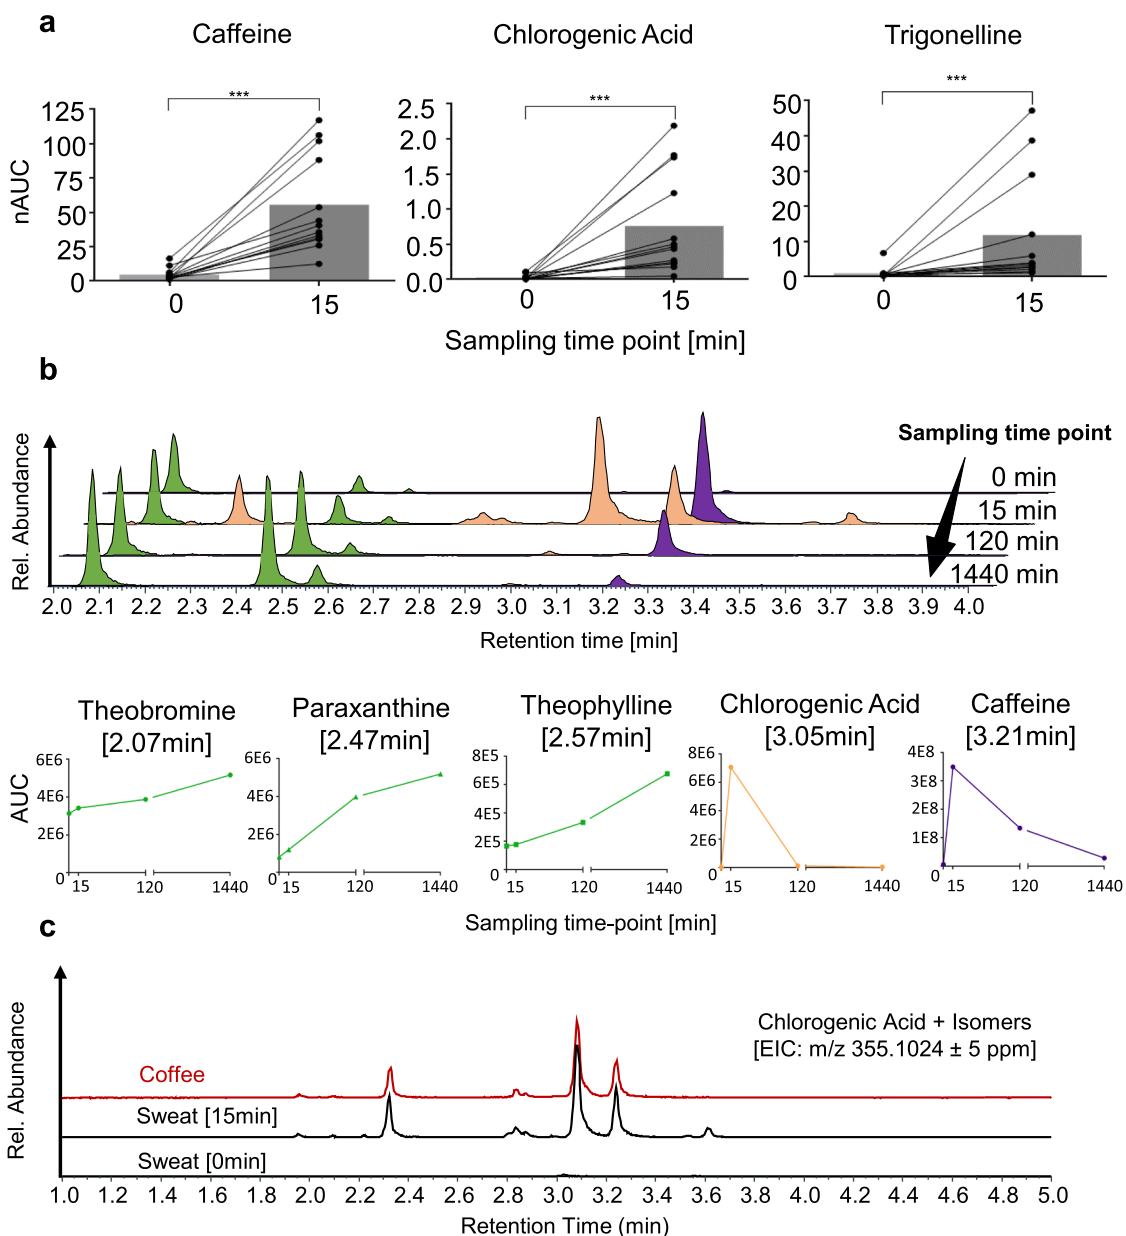 a
Caffeine
Chlorogenic Acid
Trigonelline
***
***
***
nAUC
125
100
75
50
25
0
0
15
2.5
2.0
1.5
1.0
0.5
0.0
0
15
50
40
30
20
10
0
0
15
Sampling time point [min]
b
Rel. Abundance
Sampling time point
0 min
15 min
120 min
1440 min
2.0 2.1 2.2 2.3 2.4 2.5 2.6 2.7 2.8 2.9 3.0 3.1 3.2 3.3 3.4 3.5 3.6 3.7 3.8 3.9 4.0
Retention time [min]
Theobromine
[2.07min]
Paraxanthine
[2.47min]
Theophylline
[2.57min]
Chlorogenic Acid
[3.05min]
Caffeine
[3.21min]
AUC
6E6
4E6
2E6
0
15 120 1440
6E6
4E6
2E6
0
15 120 1440
8E5
6E5
4E5
2E5
0
15 120 1440
8E6
6E6
4E6
2E6
0
15 120 1440
4E8
3E8
2E8
1E8
0
15 120 1440
Sampling time-point [min]
c
Rel. Abundance
Chlorogenic Acid + Isomers
[EIC: m/z 355.1024 ± 5 ppm]
Coffee
Sweat [15min]
Sweat [0min]
1.0 1.2 1.4 1.6 1.8 2.0 2.2 2.4 2.6 2.8 3.0 3.2 3.4 3.6 3.8 4.0 4.2 4.4 4.6 4.8 5.0
Retention Time (min)